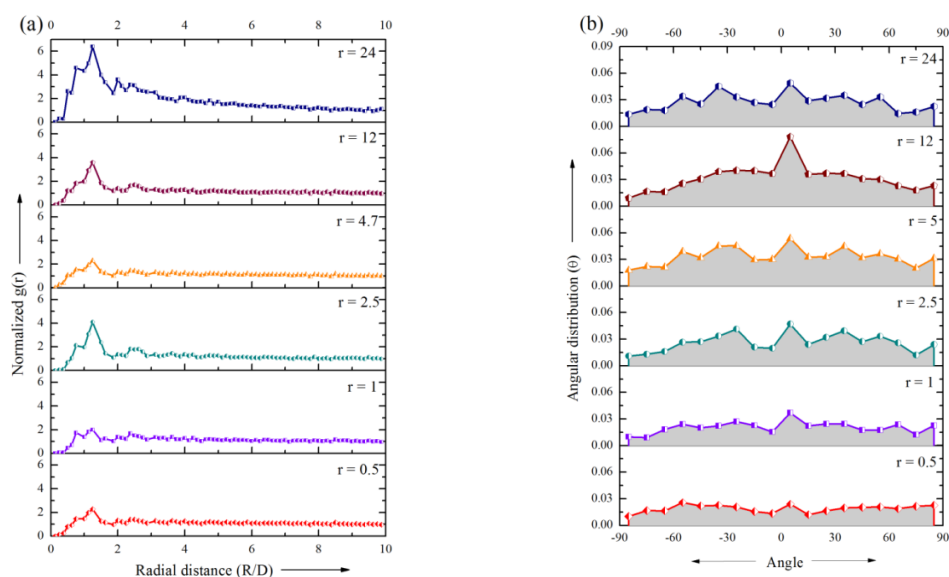 (a)
0 2 4 6 8 10
r = 24
6
4
2
0
r = 12
4
2
0
r = 4.7
4
2
0
r = 2.5
4
2
0
r = 1
4
2
0
r = 0.5
4
2
0
0 2 4 6 8 10
Normalized g(r)
Radial distance (R/D)
(b)
-90 -60 -30 0 30 60 90
0.09
r = 24
0.06
0.03
0.00
r = 12
0.06
0.03
0.00
r = 5
0.06
0.03
0.00
r = 2.5
0.06
0.03
0.00
r = 1
0.06
0.03
0.00
r = 0.5
0.06
0.03
0.00
-90 -60 -30 0 30 60 90
Angular distribution (Θ)
Angle